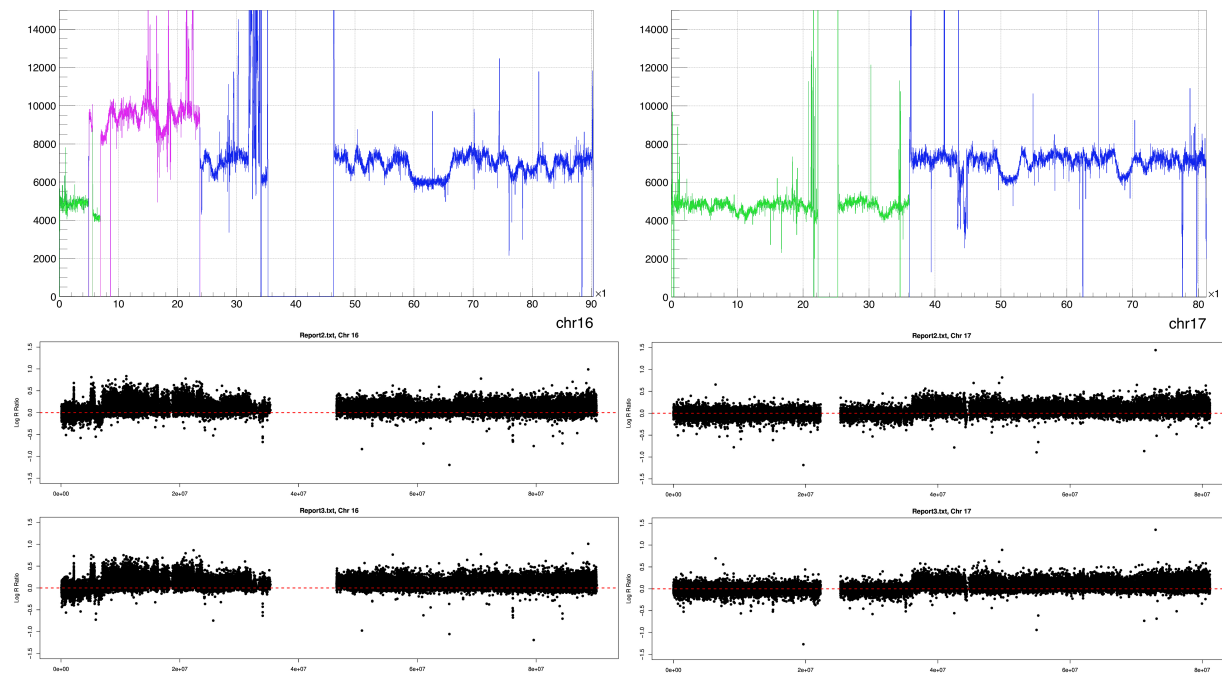 14000
12000
10000
8000
6000
4000
2000
0
0 10 20 30 40 50 60 70 80 90
×1
chr16
14000
12000
10000
8000
6000
4000
2000
0
0 10 20 30 40 50 60 70 80
×1
chr17
Report2.txt, Chr 16
Log R Ratio
1.5
1.0
0.5
0.0
−0.5
−1.0
−1.5
0e+00 2e+07 4e+07 6e+07 8e+07
Report2.txt, Chr 17
Log R Ratio
1.5
1.0
0.5
0.0
−0.5
−1.0
−1.5
0e+00 2e+07 4e+07 6e+07 8e+07
Report3.txt, Chr 16
Log R Ratio
1.5
1.0
0.5
0.0
−0.5
−1.0
−1.5
0e+00 2e+07 4e+07 6e+07 8e+07
Report3.txt, Chr 17
Log R Ratio
1.5
1.0
0.5
0.0
−0.5
−1.0
−1.5
0e+00 2e+07 4e+07 6e+07 8e+07